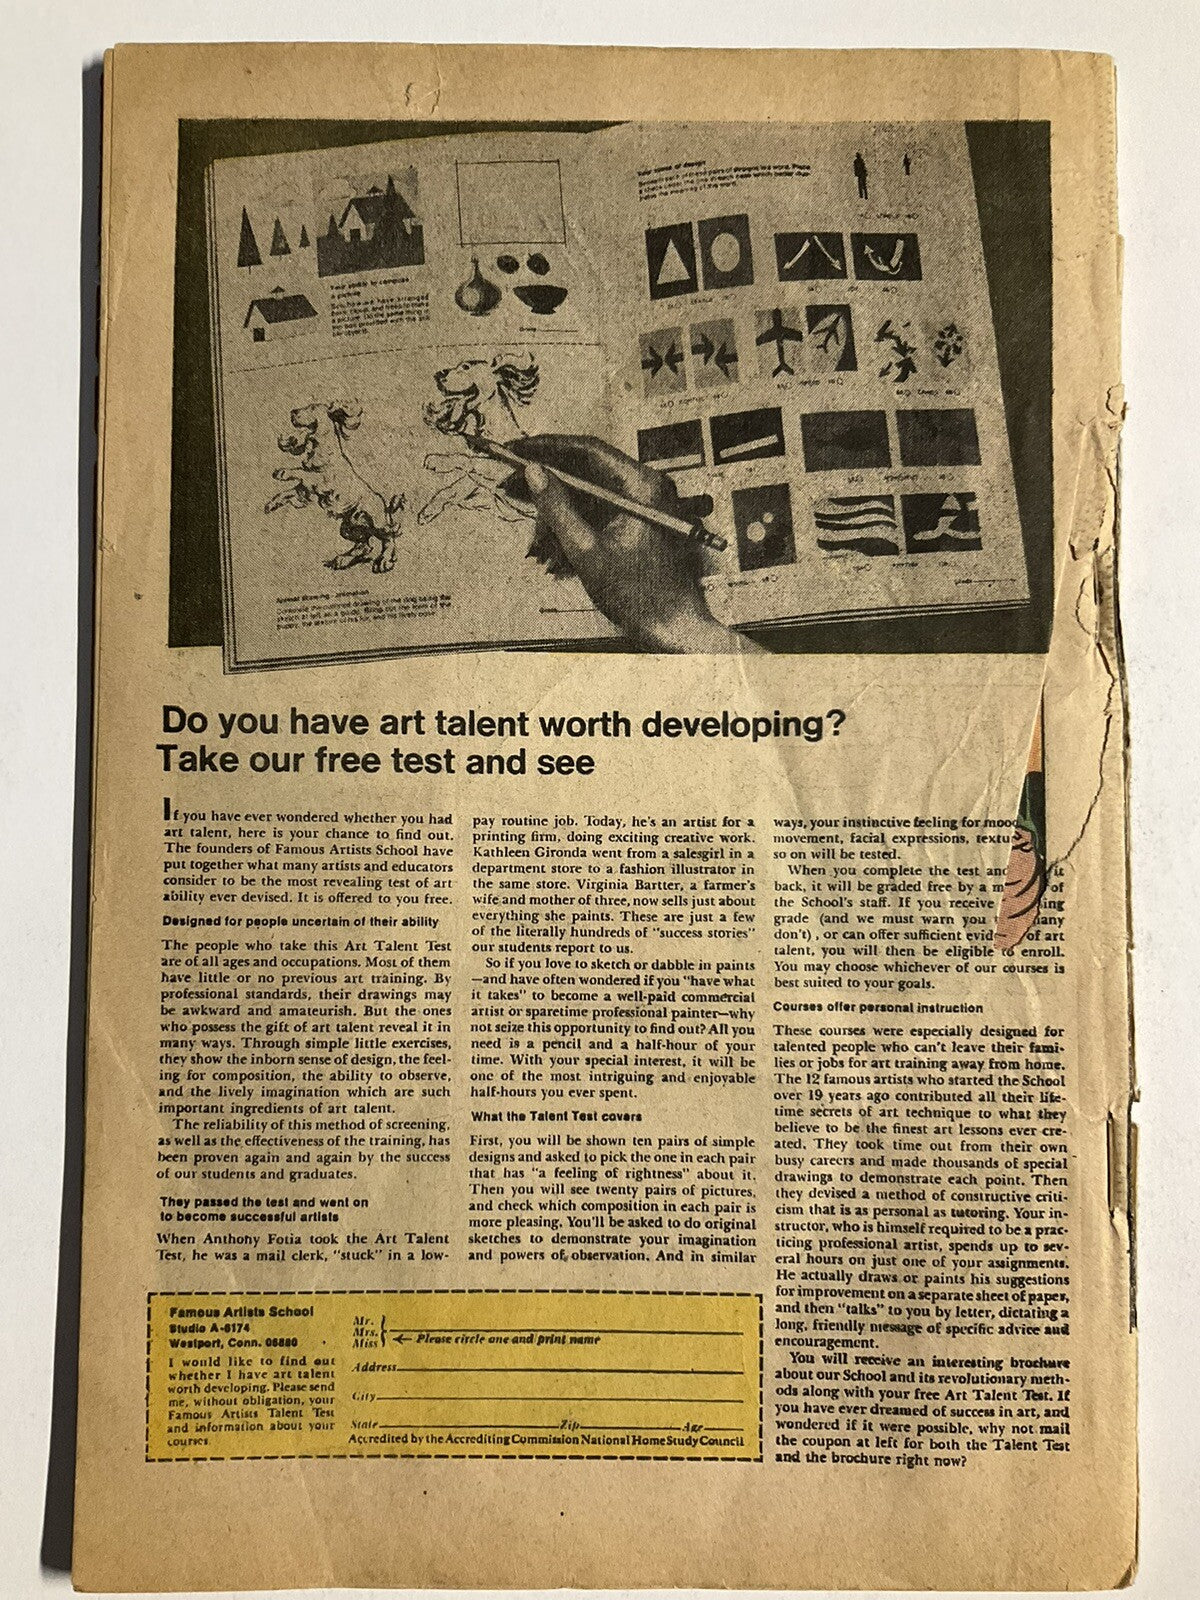 Your sense of design
Your ability to compose
a picture
Animal drawing, animation
Do you have art talent worth developing?
Take our free test and see
If you have ever wondered whether you had
art talent, here is your chance to find out.
The founders of Famous Artists School have
put together what many artists and educators
consider to be the most revealing test of art
ability ever devised. It is offered to you free.
Designed for people uncertain of their ability
The people who take this Art Talent Test
are of all ages and occupations. Most of them
have little or no previous art training. By
professional standards, their drawings may
be awkward and amateurish. But the ones
who possess the gift of art talent reveal it in
many ways. Through simple little exercises,
they show the inborn sense of design, the feel-
ing for composition, the ability to observe,
and the lively imagination which are such
important ingredients of art talent.
The reliability of this method of screening,
as well as the effectiveness of the training, has
been proven again and again by the success
of our students and graduates.
They passed the test and went on
to become successful artists
When Anthony Fotia took the Art Talent
Test, he was a mail clerk, "stuck" in a low-
pay routine job. Today, he's an artist for a
printing firm, doing exciting creative work.
Kathleen Gironda went from a salesgirl in a
department store to a fashion illustrator in
the same store. Virginia Bartter, a farmer's
wife and mother of three, now sells just about
everything she paints. These are just a few
of the literally hundreds of "success stories"
our students report to us.
So if you love to sketch or dabble in paints
—and have often wondered if you "have what
it takes" to become a well-paid commercial
artist or sparetime professional painter—why
not seize this opportunity to find out? All you
need is a pencil and a half-hour of your
time. With your special interest, it will be
one of the most intriguing and enjoyable
half-hours you ever spent.
What the Talent Test covers
First, you will be shown ten pairs of simple
designs and asked to pick the one in each pair
that has "a feeling of rightness" about it.
Then you will see twenty pairs of pictures,
and check which composition in each pair is
more pleasing. You'll be asked to do original
sketches to demonstrate your imagination
and powers of observation. And in similar
ways, your instinctive feeling for mood
movement, facial expressions, textu
so on will be tested.
When you complete the test and it
back, it will be graded free by a m of
the School's staff. If you receive ing
grade (and we must warn you many
don't), or can offer sufficient evid of art
talent, you will then be eligible to enroll.
You may choose whichever of our courses is
best suited to your goals.
Courses offer personal instruction
These courses were especially designed for
talented people who can't leave their fami-
lies or jobs for art training away from home.
The 12 famous artists who started the School
over 19 years ago contributed all their life-
time secrets of art technique to what they
believe to be the finest art lessons ever cre-
ated. They took time out from their own
busy careers and made thousands of special
drawings to demonstrate each point. Then
they devised a method of constructive criti-
cism that is as personal as tutoring. Your in-
structor, who is himself required to be a prac-
ticing professional artist, spends up to sev-
eral hours on just one of your assignments.
He actually draws or paints his suggestions
for improvement on a separate sheet of paper,
and then "talks" to you by letter, dictating a
long, friendly message of specific advice and
encouragement.
You will receive an interesting brochure
about our School and its revolutionary meth-
ods along with your free Art Talent Test. If
you have ever dreamed of success in art, and
wondered if it were possible, why not mail
the coupon at left for both the Talent Test
and the brochure right now?
Famous Artists School
Studio A-6174
Westport, Conn. 06880
I would like to find out
whether I have art talent
worth developing. Please send
me, without obligation, your
Famous Artists Talent Test
and information about your
courses.
Mr.
Mrs.
Miss
← Please circle one and print name
Address
City
State Zip Age
Accredited by the Accrediting Commission National Home Study Council